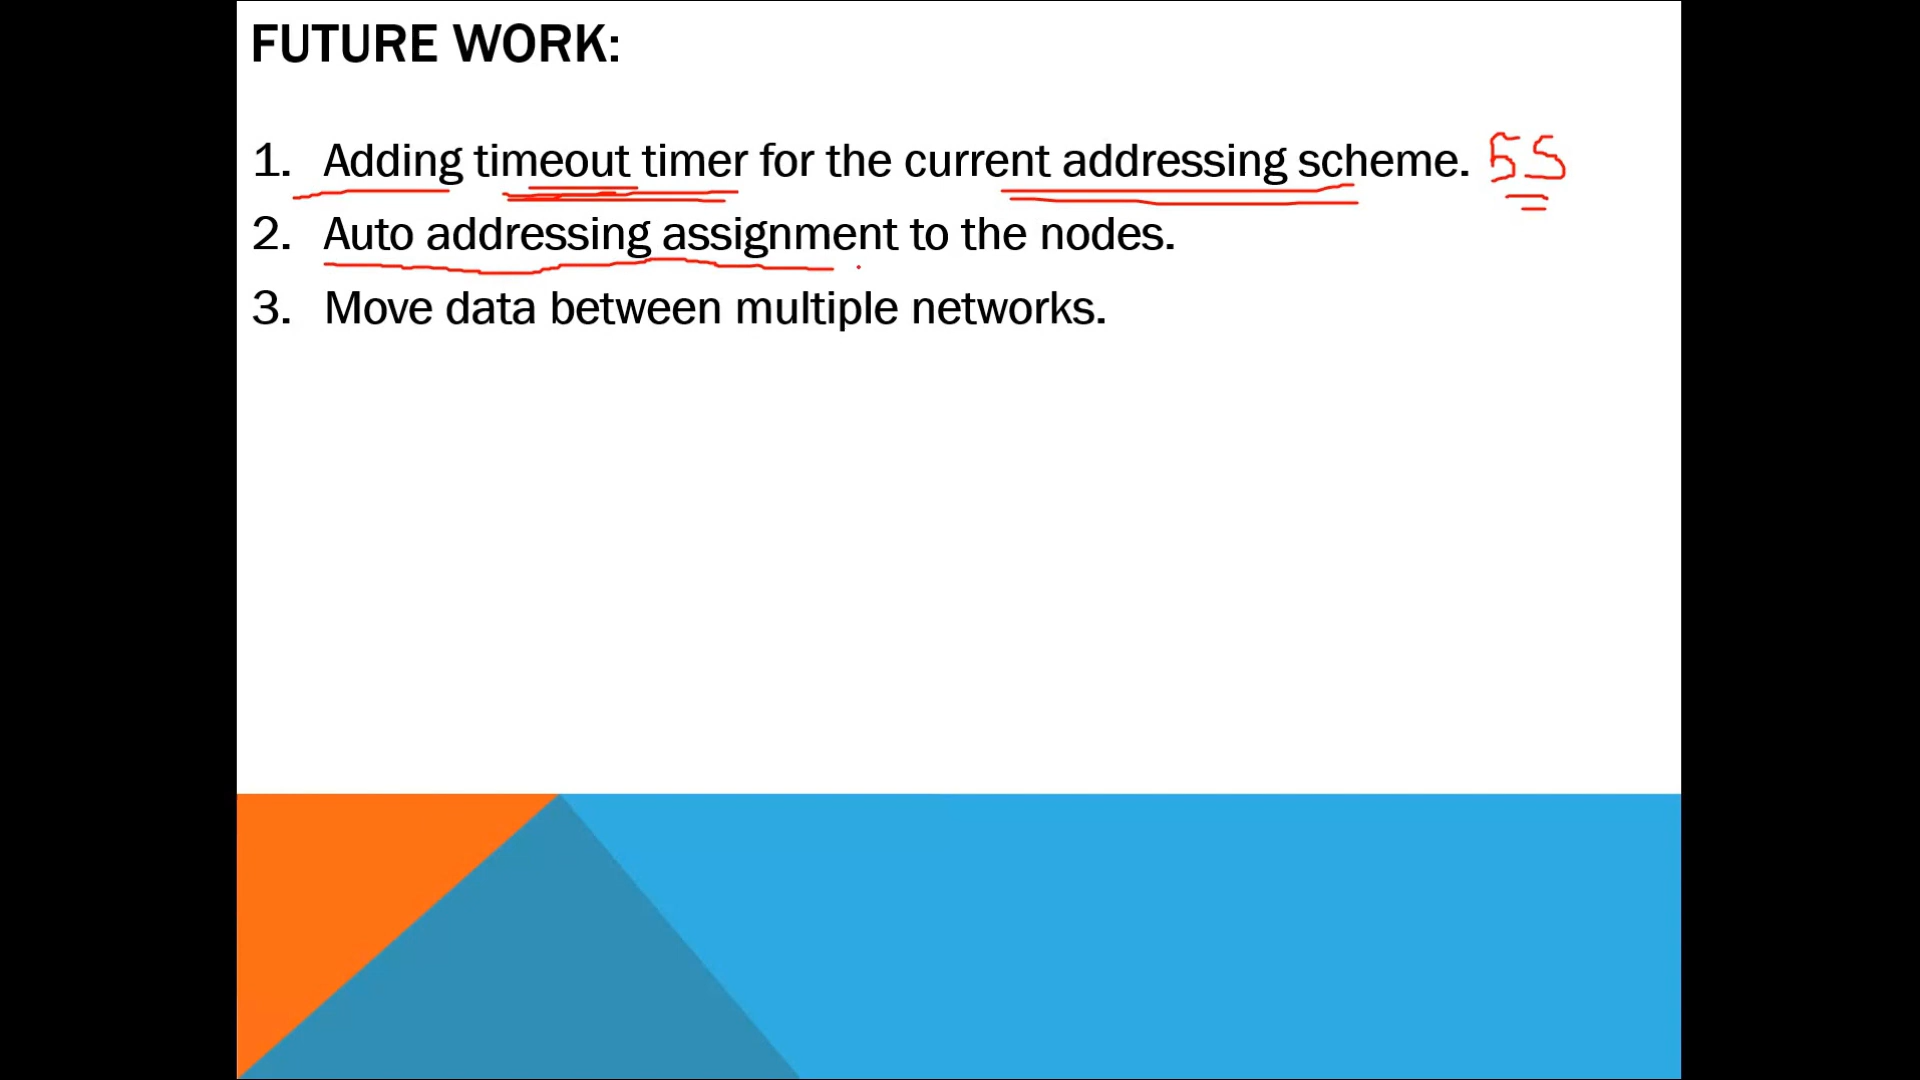 FUTURE WORK:
1. Adding timeout timer for the current addressing scheme. 5S
2. Auto addressing assignment to the nodes.
3. Move data between multiple networks.